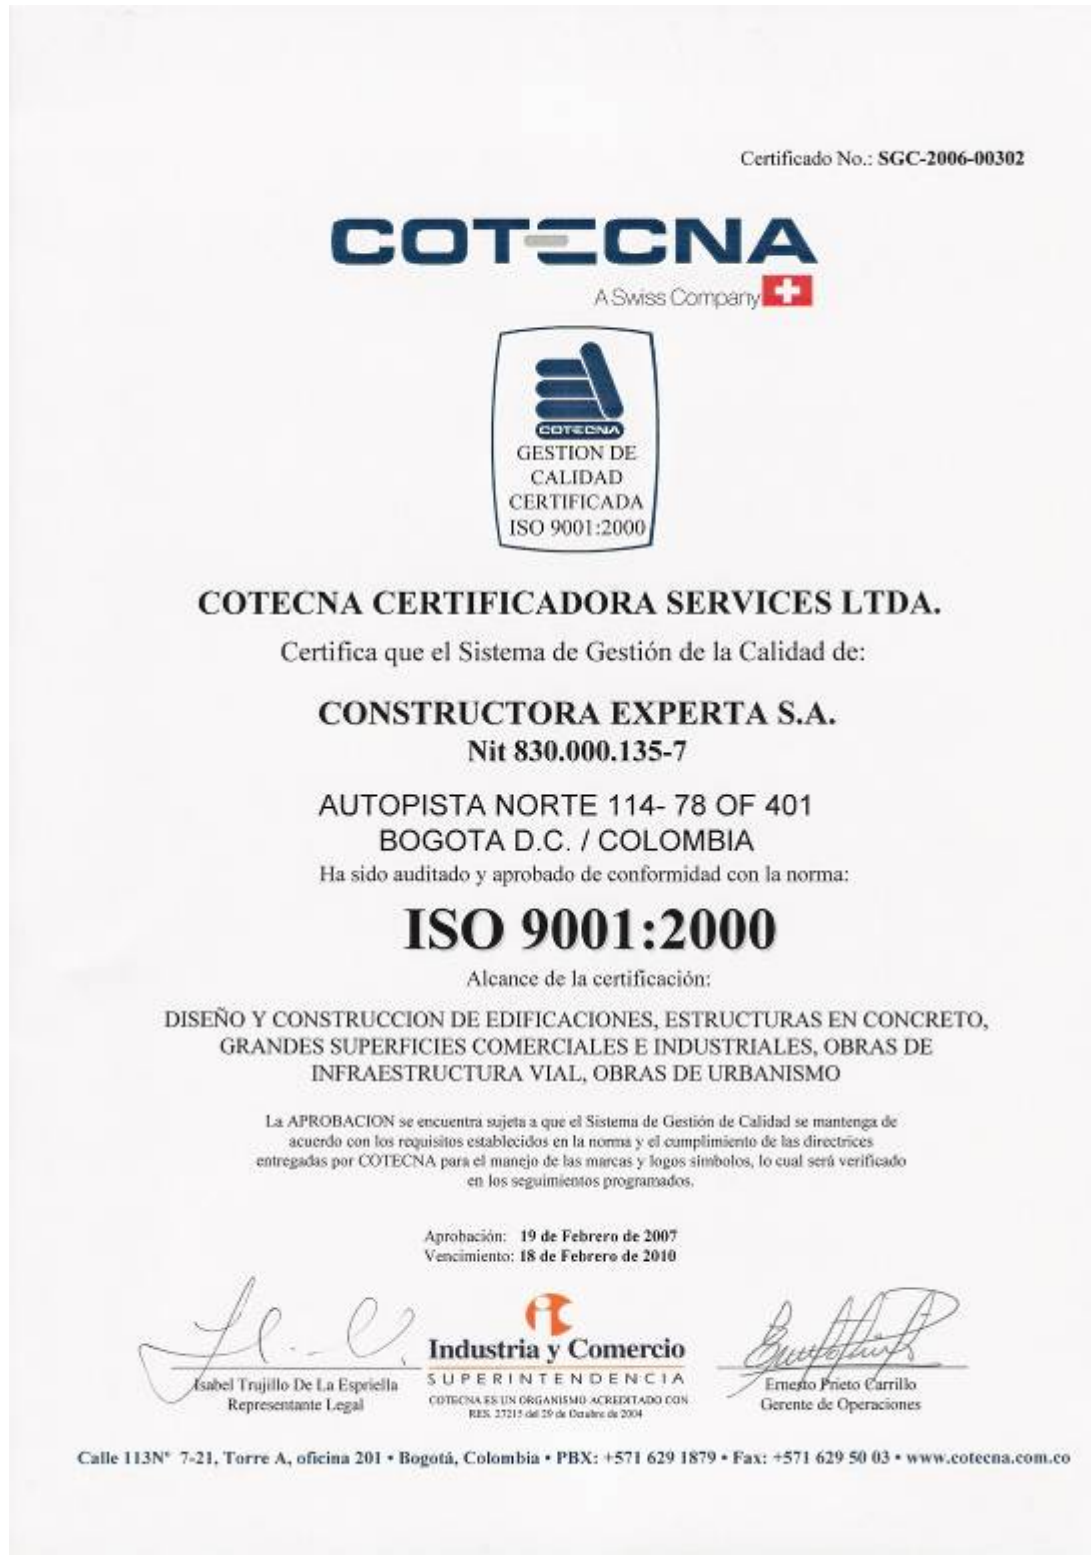 Certificado No.: SGC-2006-00302
COTECNA
A Swiss Company
COTECNA
GESTION DE
CALIDAD
CERTIFICADA
ISO 9001:2000
COTECNA CERTIFICADORA SERVICES LTDA.
Certifica que el Sistema de Gestión de la Calidad de:
CONSTRUCTORA EXPERTA S.A.
Nit 830.000.135-7
AUTOPISTA NORTE 114- 78 OF 401
BOGOTA D.C. / COLOMBIA
Ha sido auditado y aprobado de conformidad con la norma:
ISO 9001:2000
Alcance de la certificación:
DISEÑO Y CONSTRUCCION DE EDIFICACIONES, ESTRUCTURAS EN CONCRETO,
GRANDES SUPERFICIES COMERCIALES E INDUSTRIALES, OBRAS DE
INFRAESTRUCTURA VIAL, OBRAS DE URBANISMO
La APROBACION se encuentra sujeta a que el Sistema de Gestión de Calidad se mantenga de
acuerdo con los requisitos establecidos en la norma y el cumplimiento de las directrices
entregadas por COTECNA para el manejo de las marcas y logos símbolos, lo cual será verificado
en los seguimientos programados.
Aprobación: 19 de Febrero de 2007
Vencimiento: 18 de Febrero de 2010
Isabel Trujillo De La Espriella
Representante Legal
Industria y Comercio
SUPERINTENDENCIA
COTECNA ES UN ORGANISMO ACREDITADO CON
RES. 27215 del 29 de Octubre de 2004
Ernesto Prieto Carrillo
Gerente de Operaciones
Calle 113N° 7-21, Torre A, oficina 201 • Bogotá, Colombia • PBX: +571 629 1879 • Fax: +571 629 50 03 • www.cotecna.com.co